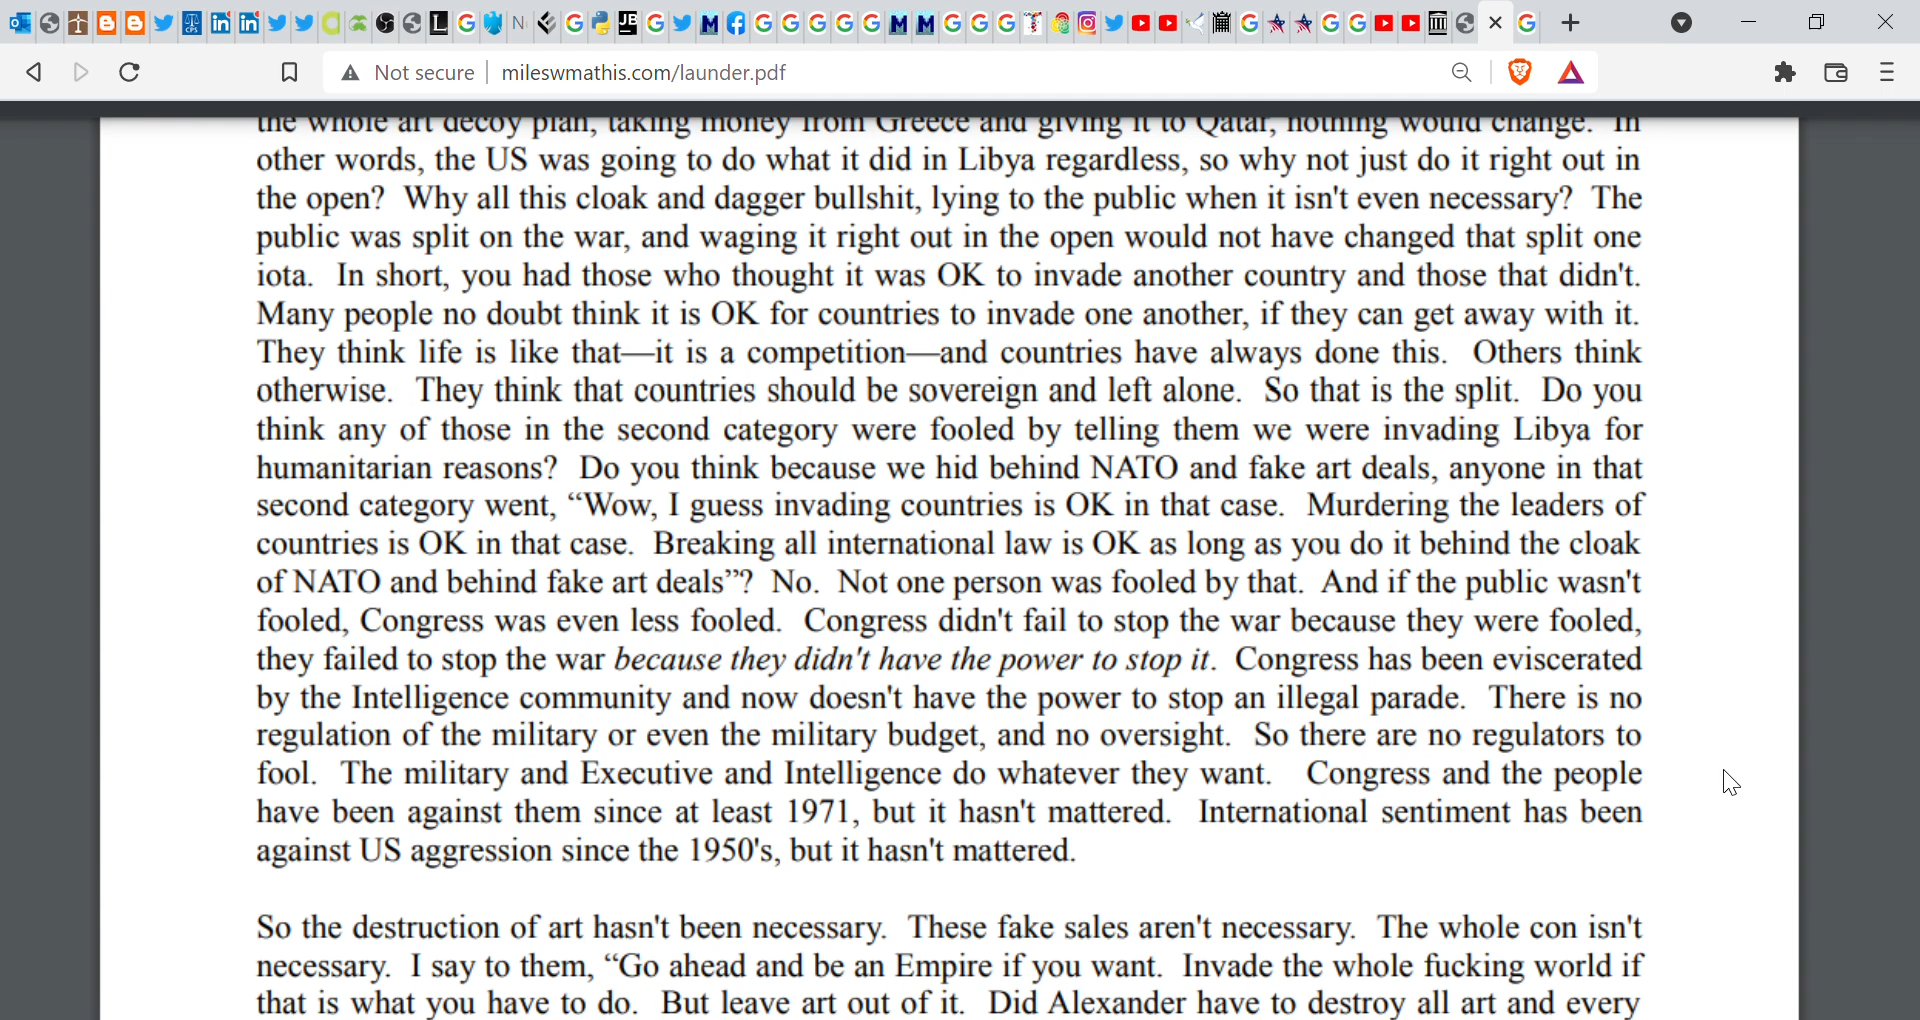 Not secure mileswmathis.com/launder.pdf
the whole art decoy plan, taking money from Greece and giving it to Qatar, nothing would change.  In
other words, the US was going to do what it did in Libya regardless, so why not just do it right out in
the open?  Why all this cloak and dagger bullshit, lying to the public when it isn't even necessary?  The
public was split on the war, and waging it right out in the open would not have changed that split one
iota.  In short, you had those who thought it was OK to invade another country and those that didn't.
Many people no doubt think it is OK for countries to invade one another, if they can get away with it.
They think life is like that—it is a competition—and countries have always done this.  Others think
otherwise.  They think that countries should be sovereign and left alone.  So that is the split.  Do you
think any of those in the second category were fooled by telling them we were invading Libya for
humanitarian reasons?  Do you think because we hid behind NATO and fake art deals, anyone in that
second category went, “Wow, I guess invading countries is OK in that case.  Murdering the leaders of
countries is OK in that case.  Breaking all international law is OK as long as you do it behind the cloak
of NATO and behind fake art deals”?  No.  Not one person was fooled by that.  And if the public wasn't
fooled, Congress was even less fooled.  Congress didn't fail to stop the war because they were fooled,
they failed to stop the war because they didn't have the power to stop it.  Congress has been eviscerated
by the Intelligence community and now doesn't have the power to stop an illegal parade.  There is no
regulation of the military or even the military budget, and no oversight.  So there are no regulators to
fool.  The military and Executive and Intelligence do whatever they want.  Congress and the people
have been against them since at least 1971, but it hasn't mattered.  International sentiment has been
against US aggression since the 1950's, but it hasn't mattered.
So the destruction of art hasn't been necessary.  These fake sales aren't necessary.  The whole con isn't
necessary.  I say to them, “Go ahead and be an Empire if you want.  Invade the whole fucking world if
that is what you have to do.  But leave art out of it.  Did Alexander have to destroy all art and every